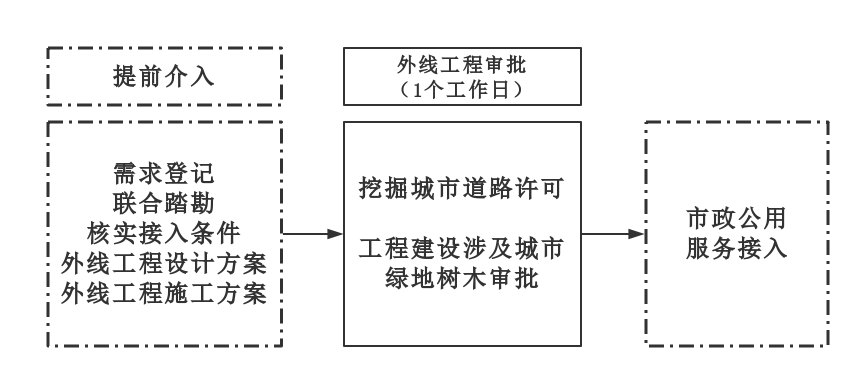 提前介入
外线工程审批
（1个工作日）
需求登记
联合踏勘
核实接入条件
外线工程设计方案
外线工程施工方案
挖掘城市道路许可
工程建设涉及城市
绿地树木审批
市政公用
服务接入